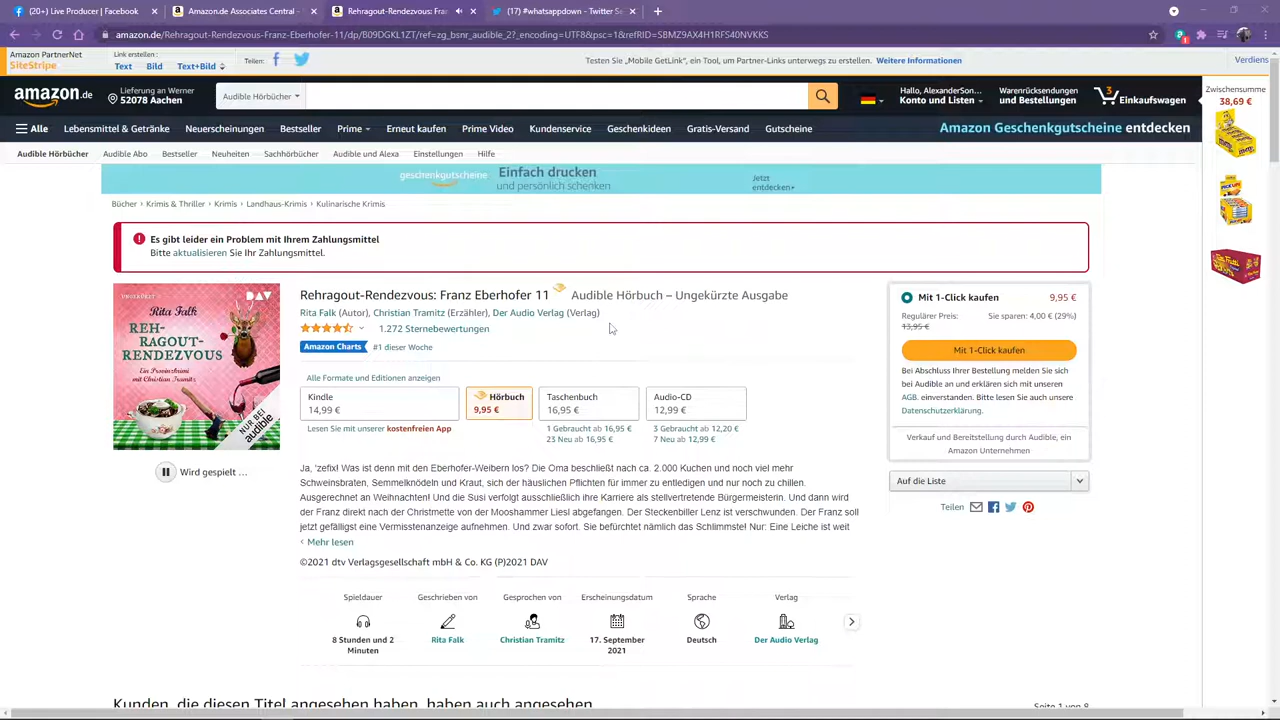 (20+) Live Producer | Facebook
Amazon.de Associates Central -
Rehragout-Rendezvous: Fran
(17) #whatsappdown - Twitter Se
amazon.de/Rehragout-Rendezvous-Franz-Eberhofer-11/dp/B09DGKL1ZT/ref=zg_bsnr_audible_2?_encoding=UTF8&psc=1&refRID=SBMZ9AX4H1RFS40NVKKS
Amazon PartnerNet
SiteStripe
Link erstellen :
Text Bild Text+Bild
Teilen:
Testen Sie „Mobile GetLink“, ein Tool, um Partner-Links unterwegs zu erstellen. Weitere Informationen
Verdiens
amazon.de
Lieferung an Werner
52078 Aachen
Audible Hörbücher
Hallo, AlexanderSon...
Konto und Listen
Warenrücksendungen
und Bestellungen
3
Einkaufswagen
Zwischensumme
38,69 €
Alle Lebensmittel & Getränke Neuerscheinungen Bestseller Prime Erneut kaufen Prime Video Kundenservice Geschenkideen Gratis-Versand Gutscheine
Amazon Geschenkgutscheine entdecken
Audible Hörbücher Audible Abo Bestseller Neuheiten Sachhörbücher Audible und Alexa Einstellungen Hilfe
geschenkgutscheine
Einfach drucken
und persönlich schenken
Jetzt
entdecken▸
Bücher › Krimis & Thriller › Krimis › Landhaus-Krimis › Kulinarische Krimis
Es gibt leider ein Problem mit Ihrem Zahlungsmittel
Bitte aktualisieren Sie Ihr Zahlungsmittel.
UNGEKÜRZT
DAV
Rita Falk
REH-
RAGOUT-
RENDEZVOUS
Ein Provinzkrimi
mit Christian Tramitz
NUR BEI
audible
Wird gespielt …
Rehragout-Rendezvous: Franz Eberhofer 11 Audible Hörbuch – Ungekürzte Ausgabe
Rita Falk (Autor), Christian Tramitz (Erzähler), Der Audio Verlag (Verlag)
1.272 Sternebewertungen
Amazon Charts #1 dieser Woche
Alle Formate und Editionen anzeigen
Kindle
14,99 €
Lesen Sie mit unserer kostenfreien App
Hörbuch
9,95 €
Taschenbuch
16,95 €
1 Gebraucht ab 16,95 €
23 Neu ab 16,95 €
Audio-CD
12,99 €
3 Gebraucht ab 12,20 €
7 Neu ab 12,99 €
Ja, 'zefix! Was ist denn mit den Eberhofer-Weibern los? Die Oma beschließt nach ca. 2.000 Kuchen und noch viel mehr
Schweinsbraten, Semmelknödeln und Kraut, sich der häuslichen Pflichten für immer zu entledigen und nur noch zu chillen.
Ausgerechnet an Weihnachten! Und die Susi verfolgt ausschließlich ihre Karriere als stellvertretende Bürgermeisterin. Und dann wird
der Franz direkt nach der Christmette von der Mooshammer Liesl abgefangen. Der Steckenbiller Lenz ist verschwunden. Der Franz soll
jetzt gefälligst eine Vermisstenanzeige aufnehmen. Und zwar sofort. Sie befürchtet nämlich das Schlimmste! Nur: Eine Leiche ist weit
Mehr lesen
©2021 dtv Verlagsgesellschaft mbH & Co. KG (P)2021 DAV
Spieldauer
8 Stunden und 2
Minuten
Geschrieben von
Rita Falk
Gesprochen von
Christian Tramitz
Erscheinungsdatum
17. September
2021
Sprache
Deutsch
Verlag
Der Audio Verlag
Mit 1-Click kaufen 9,95 €
Regulärer Preis: Sie sparen: 4,00 € (29%)
13,95 €
Mit 1-Click kaufen
Bei Abschluss Ihrer Bestellung melden Sie sich
bei Audible an und erklären sich mit unseren
AGB. einverstanden. Bitte lesen Sie auch unsere
Datenschutzerklärung.
Verkauf und Bereitstellung durch Audible, ein
Amazon Unternehmen
Auf die Liste
Teilen
Kunden, die diesen Titel angesehen haben, haben auch angesehen
Seite 1 von 8